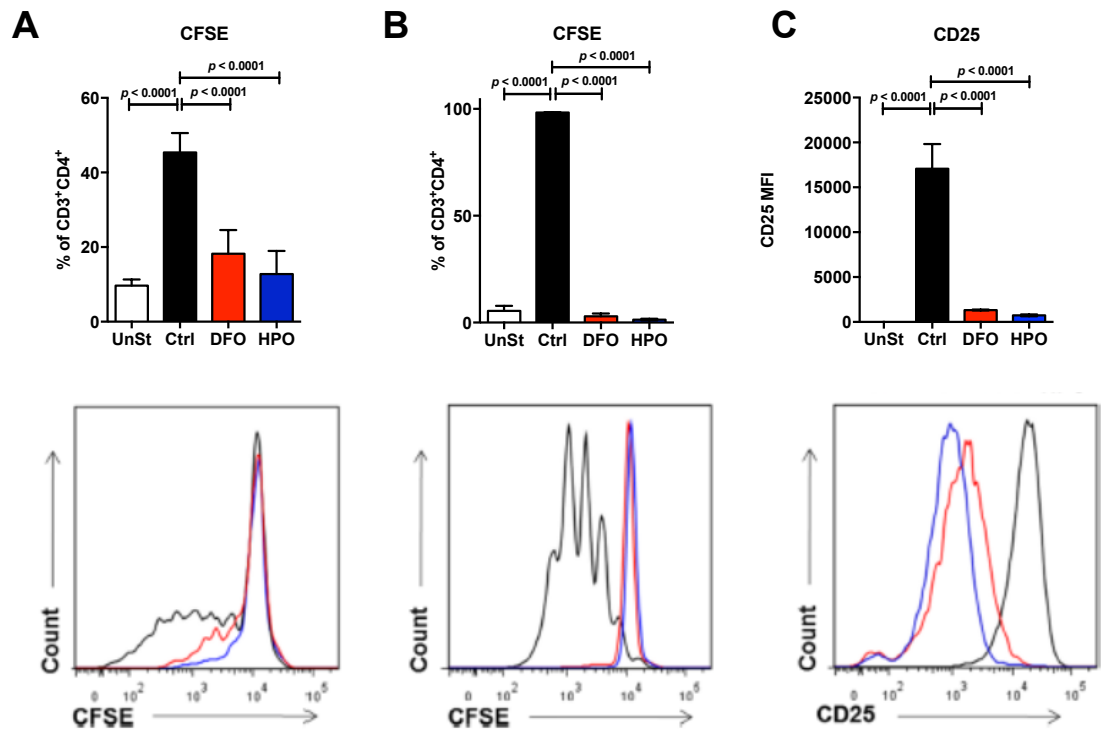 A
CFSE
p < 0.0001
p < 0.0001
p < 0.0001
% of CD3⁺CD4⁺
60
40
20
0
UnSt Ctrl DFO HPO
B
CFSE
p < 0.0001
p < 0.0001
p < 0.0001
% of CD3⁺CD4⁺
100
50
0
UnSt Ctrl DFO HPO
C
CD25
p < 0.0001
p < 0.0001
p < 0.0001
CD25 MFI
25000
20000
15000
10000
5000
0
UnSt Ctrl DFO HPO
Count
0 10² 10³ 10⁴ 10⁵
CFSE
Count
0 10² 10³ 10⁴ 10⁵
CFSE
Count
0 10² 10³ 10⁴ 10⁵
CD25